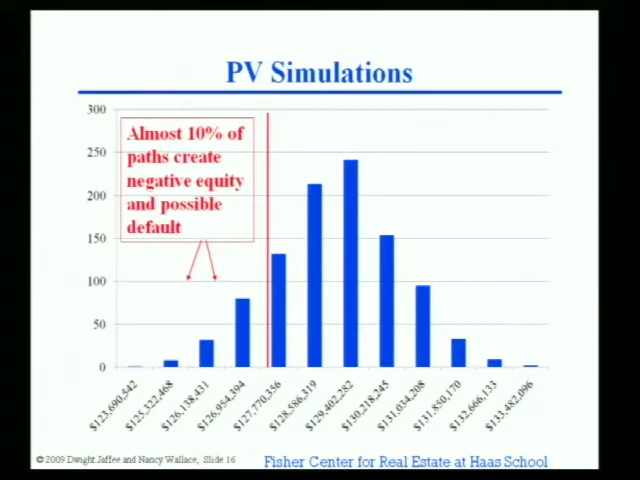 PV Simulations
300
250
200
150
100
50
0
Almost 10% of
paths create
negative equity
and possible
default
$123,690,542
$125,322,468
$126,138,431
$126,954,394
$127,770,356
$128,586,319
$129,402,282
$130,218,245
$131,034,208
$131,850,170
$132,666,133
$133,482,096
© 2009 Dwight Jaffee and Nancy Wallace, Slide 16
Fisher Center for Real Estate at Haas School